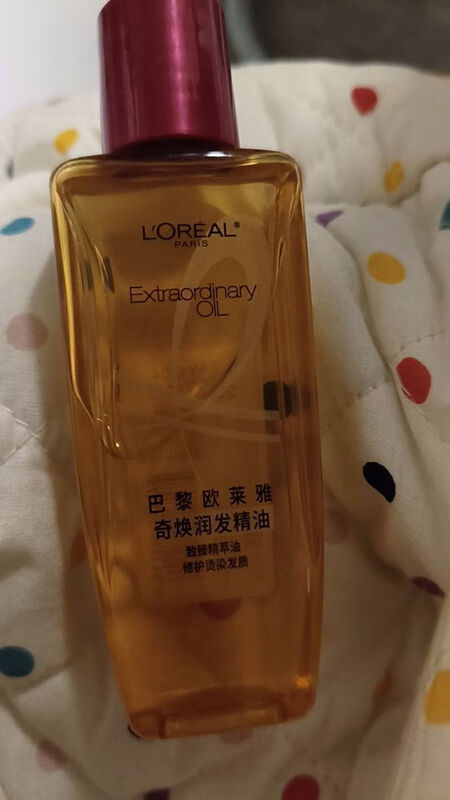 L'ORÉAL®
PARIS
Extraordinary
OIL
巴黎欧莱雅
奇焕润发精油
致臻精萃油
修护烫染发质